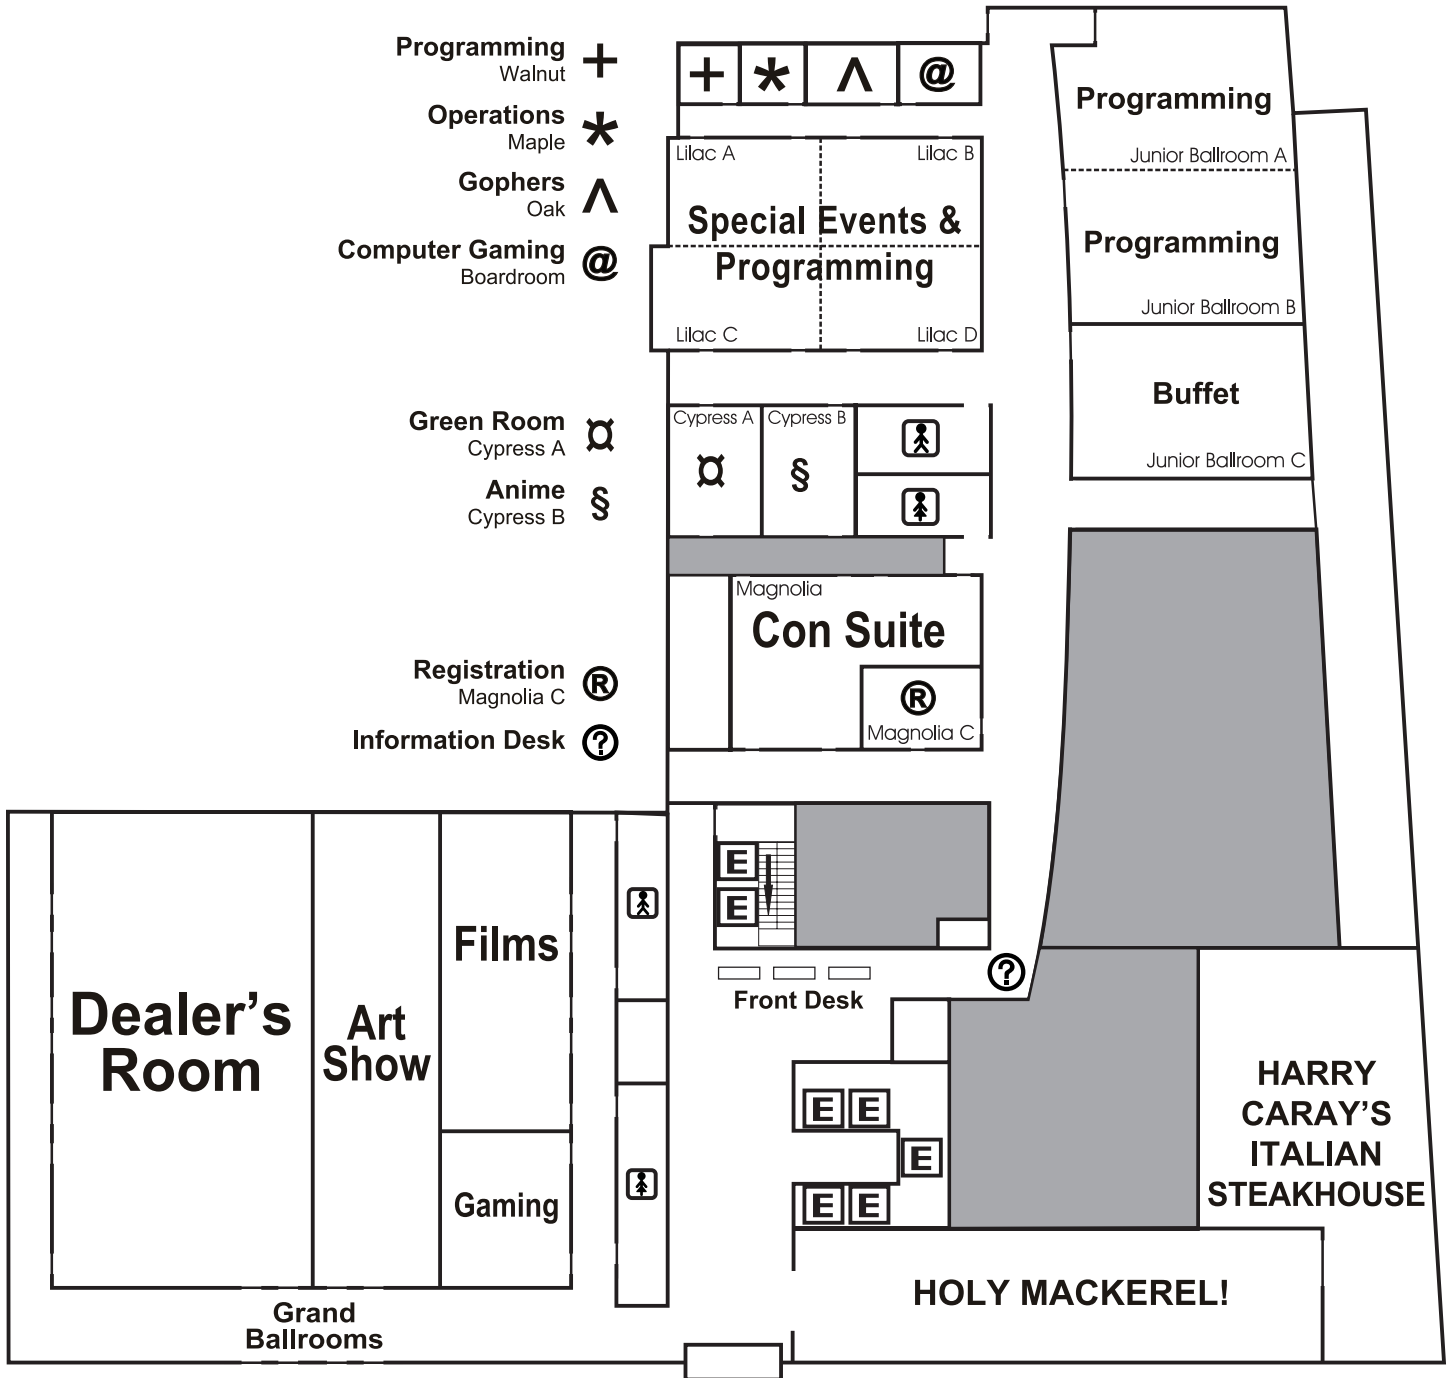 Programming +
Walnut
Operations *
Maple
Gophers Λ
Oak
Computer Gaming @
Boardroom
Green Room ¤
Cypress A
Anime §
Cypress B
Registration ®
Magnolia C
Information Desk ?
+ * Λ @
Lilac A
Lilac B
Special Events &
Programming
Lilac C
Lilac D
Programming
Junior Ballroom A
Programming
Junior Ballroom B
Buffet
Junior Ballroom C
Cypress A
¤
Cypress B
§
Magnolia
Con Suite
®
Magnolia C
E
E
?
Front Desk
Dealer's
Room
Art
Show
Films
Gaming
Grand
Ballrooms
E E
E
E E
HARRY
CARAY'S
ITALIAN
STEAKHOUSE
HOLY MACKEREL!